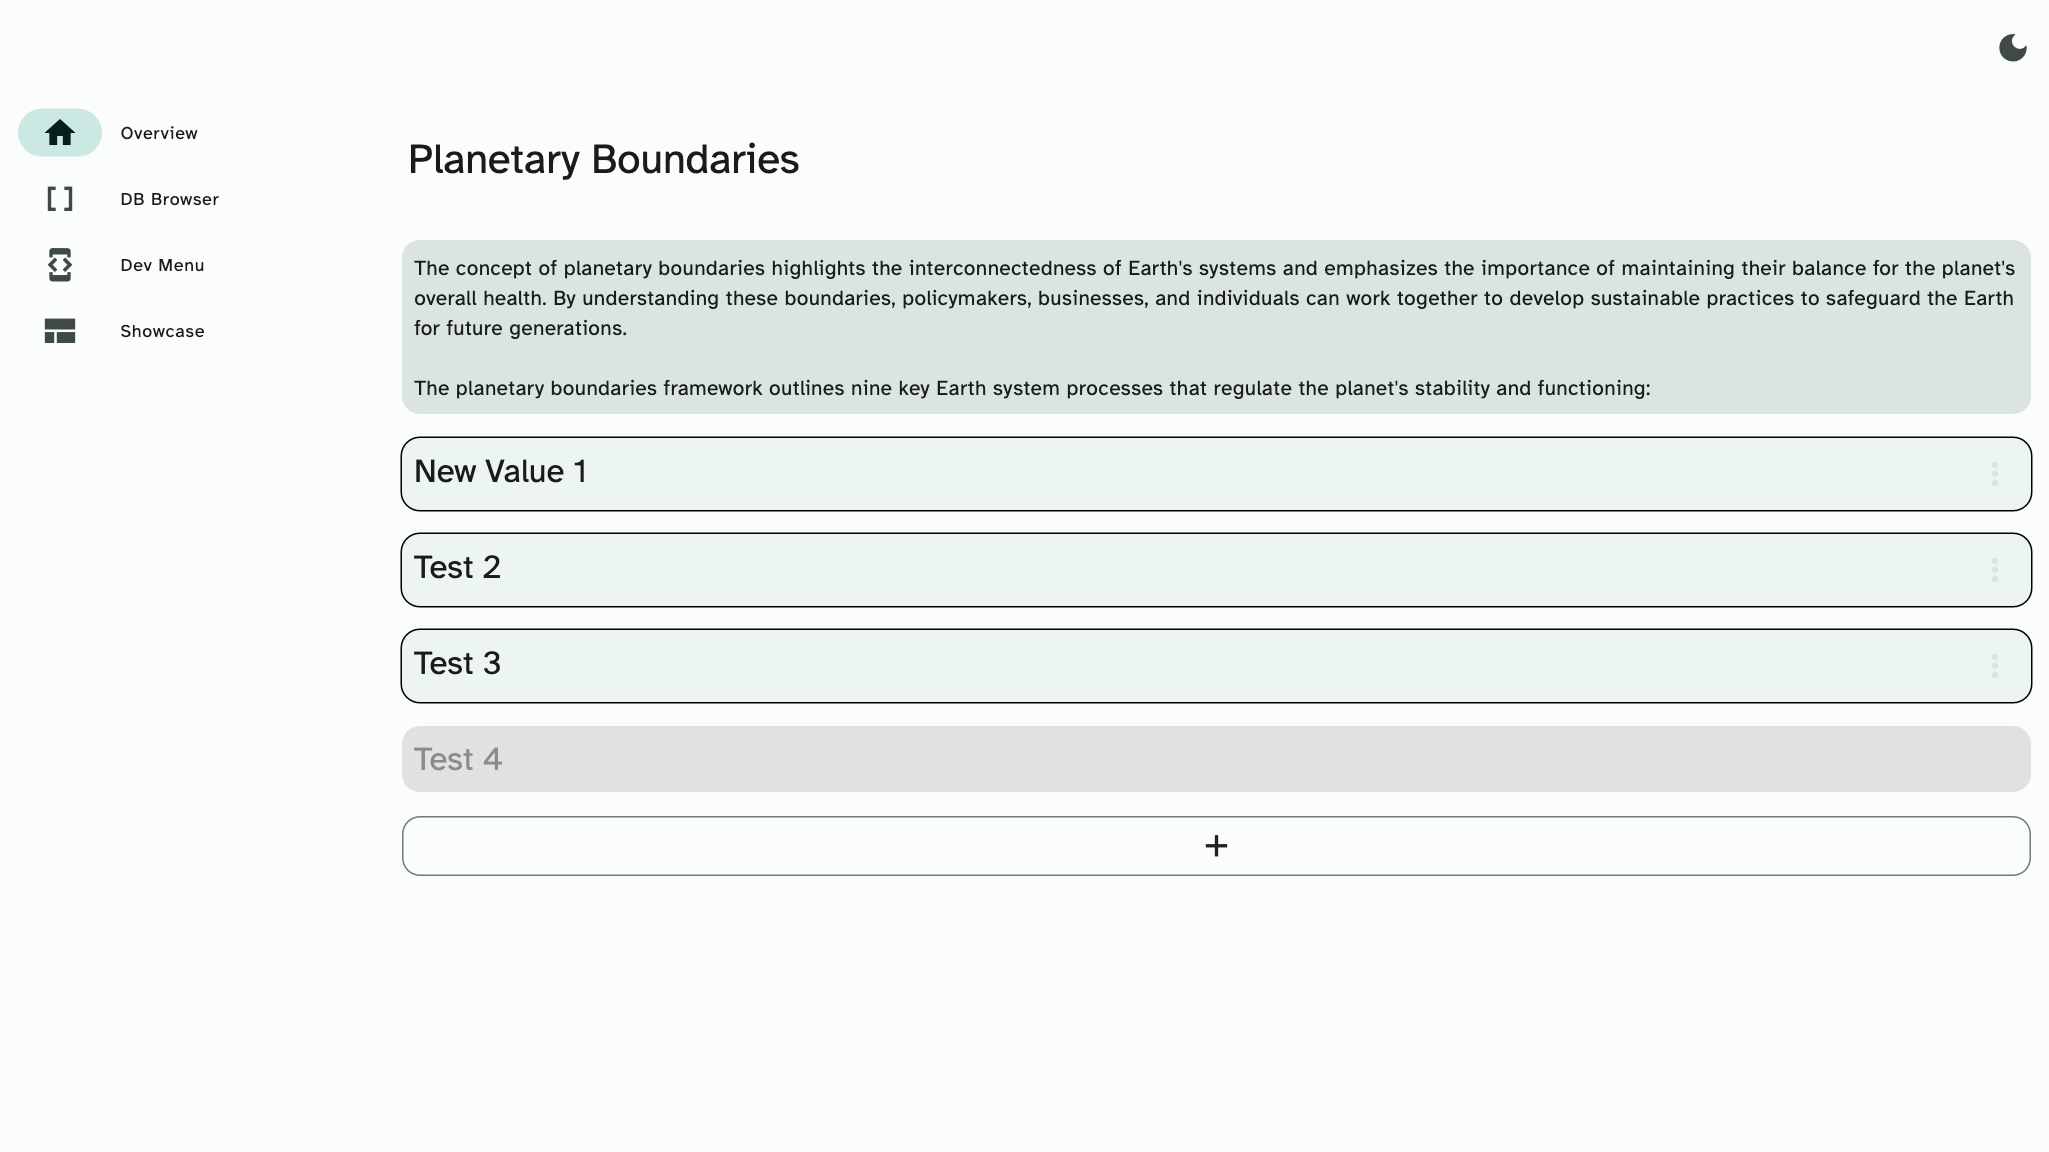 Overview
DB Browser
Dev Menu
Showcase
Planetary Boundaries
The concept of planetary boundaries highlights the interconnectedness of Earth's systems and emphasizes the importance of maintaining their balance for the planet's
overall health. By understanding these boundaries, policymakers, businesses, and individuals can work together to develop sustainable practices to safeguard the Earth
for future generations.
The planetary boundaries framework outlines nine key Earth system processes that regulate the planet's stability and functioning:
New Value 1
Test 2
Test 3
Test 4